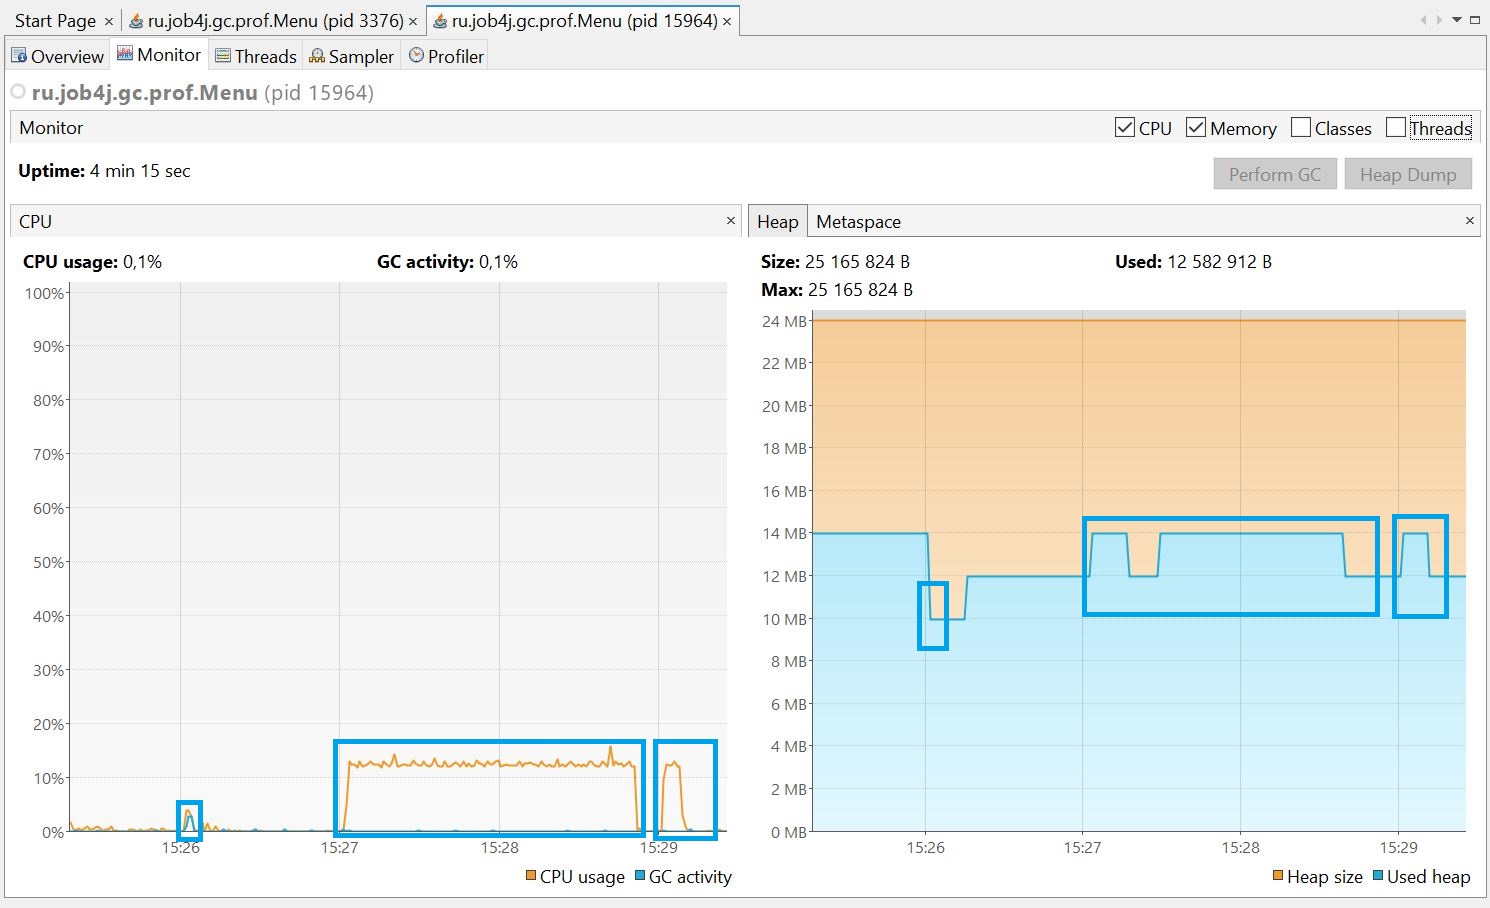 Start Page × ru.job4j.gc.prof.Menu (pid 3376) × ru.job4j.gc.prof.Menu (pid 15964) ×
Overview Monitor Threads Sampler Profiler
ru.job4j.gc.prof.Menu (pid 15964)
Monitor CPU Memory Classes Threads
Uptime: 4 min 15 sec Perform GC Heap Dump
CPU ×
CPU usage: 0,1% GC activity: 0,1%
100%
90%
80%
70%
60%
50%
40%
30%
20%
10%
0%
15:26 15:27 15:28 15:29
CPU usage GC activity
Heap Metaspace ×
Size: 25 165 824 B Used: 12 582 912 B
Max: 25 165 824 B
24 MB
22 MB
20 MB
18 MB
16 MB
14 MB
12 MB
10 MB
8 MB
6 MB
4 MB
2 MB
0 MB
15:26 15:27 15:28 15:29
Heap size Used heap